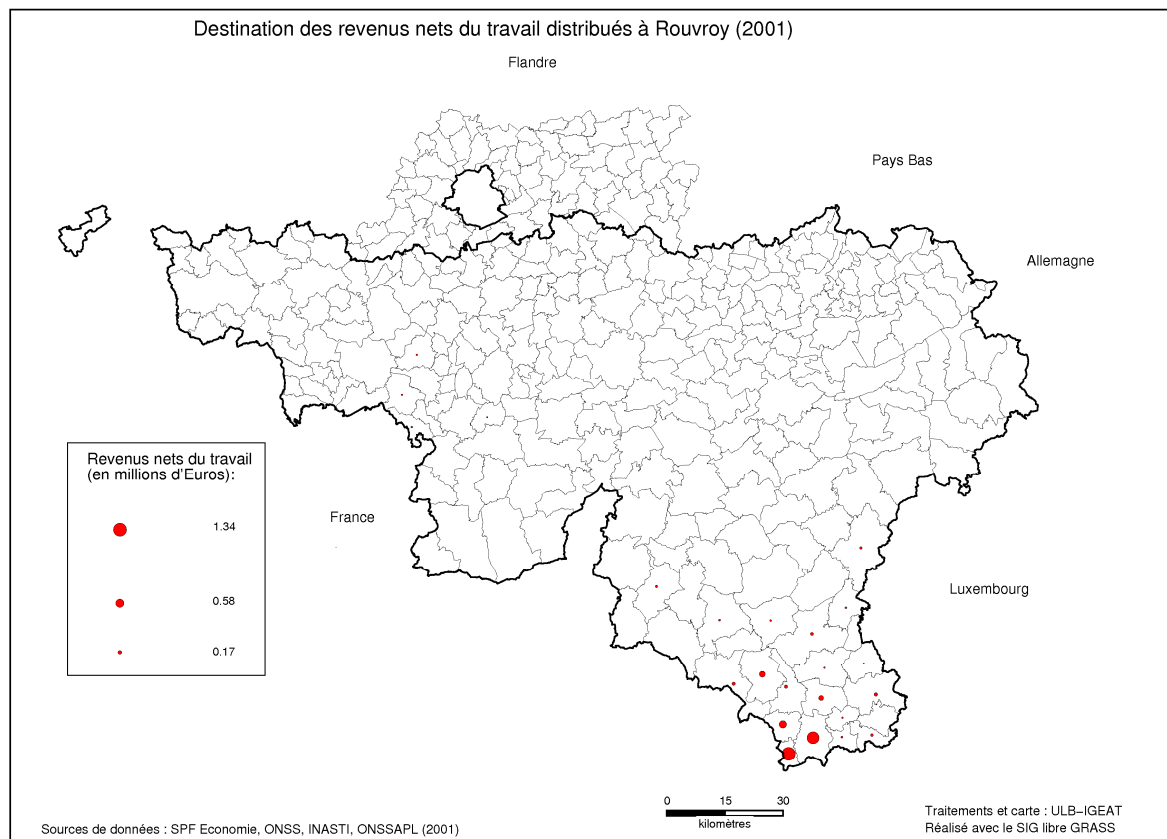 Destination des revenus nets du travail distribués à Rouvroy (2001)
Flandre
Pays Bas
Allemagne
Revenus nets du travail
(en millions d'Euros):
1.34
0.58
0.17
France
Luxembourg
0 15 30
kilomètres
Sources de données : SPF Economie, ONSS, INASTI, ONSSAPL (2001)
Traitements et carte : ULB–IGEAT
Réalisé avec le SIG libre GRASS